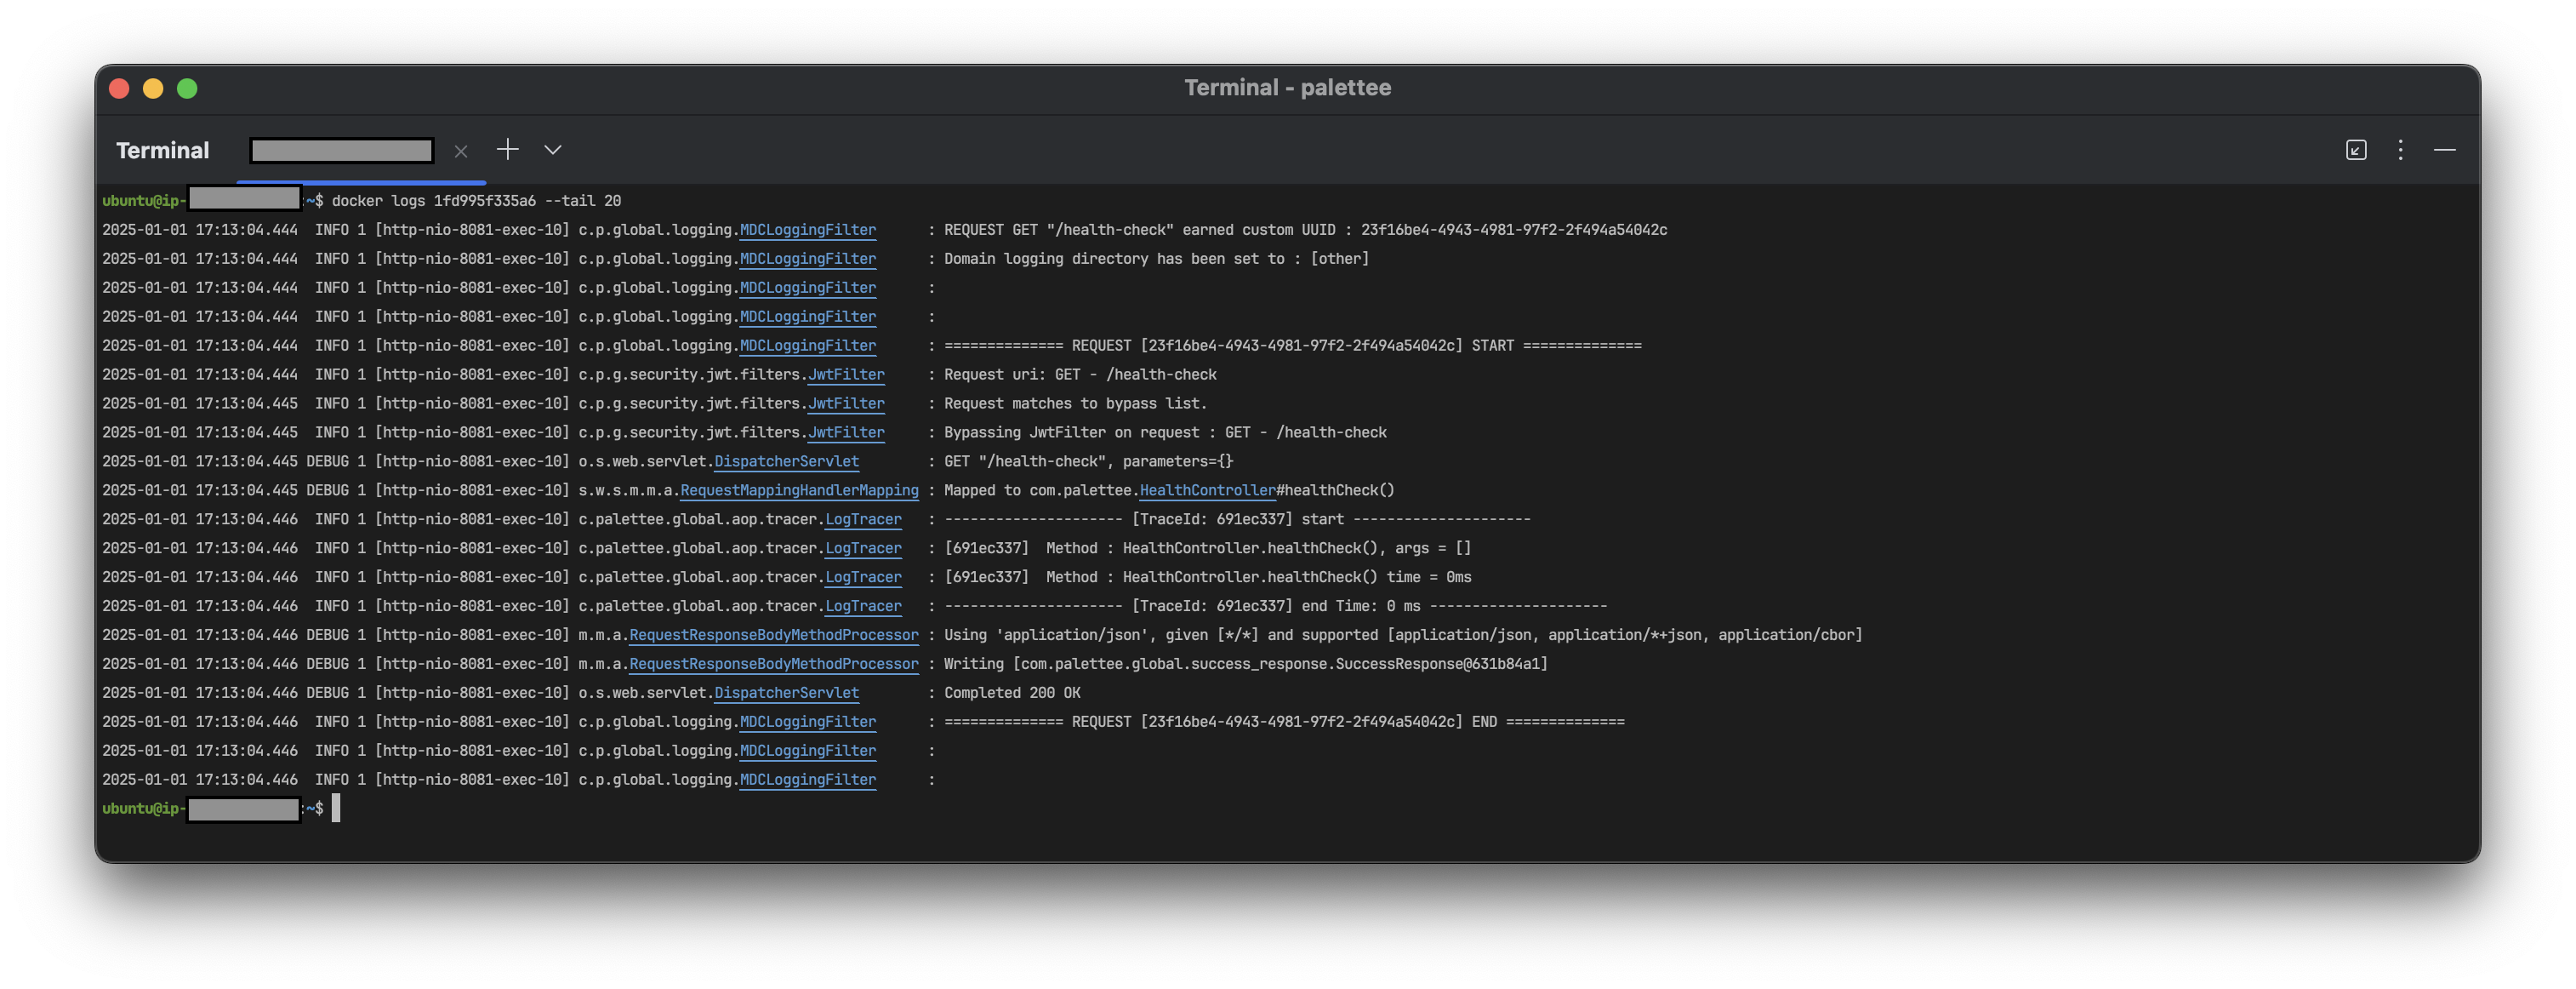 Terminal - palettee
Terminal
ubuntu@ip- :~$ docker logs 1fd995f335a6 --tail 20
2025-01-01 17:13:04.444  INFO 1 [http-nio-8081-exec-10] c.p.global.logging.MDCLoggingFilter      : REQUEST GET "/health-check" earned custom UUID : 23f16be4-4943-4981-97f2-2f494a54042c
2025-01-01 17:13:04.444  INFO 1 [http-nio-8081-exec-10] c.p.global.logging.MDCLoggingFilter      : Domain logging directory has been set to : [other]
2025-01-01 17:13:04.444  INFO 1 [http-nio-8081-exec-10] c.p.global.logging.MDCLoggingFilter      :
2025-01-01 17:13:04.444  INFO 1 [http-nio-8081-exec-10] c.p.global.logging.MDCLoggingFilter      :
2025-01-01 17:13:04.444  INFO 1 [http-nio-8081-exec-10] c.p.global.logging.MDCLoggingFilter      : ============== REQUEST [23f16be4-4943-4981-97f2-2f494a54042c] START ==============
2025-01-01 17:13:04.444  INFO 1 [http-nio-8081-exec-10] c.p.g.security.jwt.filters.JwtFilter     : Request uri: GET - /health-check
2025-01-01 17:13:04.445  INFO 1 [http-nio-8081-exec-10] c.p.g.security.jwt.filters.JwtFilter     : Request matches to bypass list.
2025-01-01 17:13:04.445  INFO 1 [http-nio-8081-exec-10] c.p.g.security.jwt.filters.JwtFilter     : Bypassing JwtFilter on request : GET - /health-check
2025-01-01 17:13:04.445 DEBUG 1 [http-nio-8081-exec-10] o.s.web.servlet.DispatcherServlet        : GET "/health-check", parameters={}
2025-01-01 17:13:04.445 DEBUG 1 [http-nio-8081-exec-10] s.w.s.m.m.a.RequestMappingHandlerMapping : Mapped to com.palettee.HealthController#healthCheck()
2025-01-01 17:13:04.446  INFO 1 [http-nio-8081-exec-10] c.palettee.global.aop.tracer.LogTracer   : --------------------- [TraceId: 691ec337] start ---------------------
2025-01-01 17:13:04.446  INFO 1 [http-nio-8081-exec-10] c.palettee.global.aop.tracer.LogTracer   : [691ec337]  Method : HealthController.healthCheck(), args = []
2025-01-01 17:13:04.446  INFO 1 [http-nio-8081-exec-10] c.palettee.global.aop.tracer.LogTracer   : [691ec337]  Method : HealthController.healthCheck() time = 0ms
2025-01-01 17:13:04.446  INFO 1 [http-nio-8081-exec-10] c.palettee.global.aop.tracer.LogTracer   : --------------------- [TraceId: 691ec337] end Time: 0 ms ---------------------
2025-01-01 17:13:04.446 DEBUG 1 [http-nio-8081-exec-10] m.m.a.RequestResponseBodyMethodProcessor : Using 'application/json', given [*/*] and supported [application/json, application/*+json, application/cbor]
2025-01-01 17:13:04.446 DEBUG 1 [http-nio-8081-exec-10] m.m.a.RequestResponseBodyMethodProcessor : Writing [com.palettee.global.success_response.SuccessResponse@631b84a1]
2025-01-01 17:13:04.446 DEBUG 1 [http-nio-8081-exec-10] o.s.web.servlet.DispatcherServlet        : Completed 200 OK
2025-01-01 17:13:04.446  INFO 1 [http-nio-8081-exec-10] c.p.global.logging.MDCLoggingFilter      : ============== REQUEST [23f16be4-4943-4981-97f2-2f494a54042c] END ==============
2025-01-01 17:13:04.446  INFO 1 [http-nio-8081-exec-10] c.p.global.logging.MDCLoggingFilter      :
2025-01-01 17:13:04.446  INFO 1 [http-nio-8081-exec-10] c.p.global.logging.MDCLoggingFilter      :
ubuntu@ip- :~$